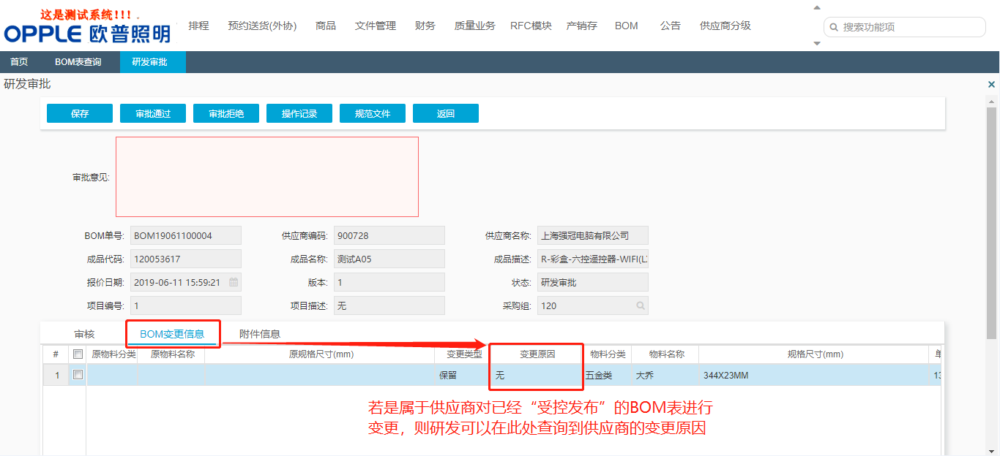 这是测试系统!!! .
OPPLE 欧普照明
排程 预约送货(外协) 商品 文件管理 财务 质量业务 RFC模块 产销存 BOM 公告 供应商分级
搜索功能项
首页 BOM表查询 研发审批
研发审批
保存 审批通过 审批拒绝 操作记录 规范文件 返回
审批意见:
BOM单号: BOM19061100004 供应商编码: 900728 供应商名称: 上海强冠电脑有限公司
成品代码: 120053617 成品名称: 测试A05 成品描述: R-彩盒-六控遥控器-WIFI(L
报价日期: 2019-06-11 15:59:21 版本: 1 状态: 研发审批
项目编号: 1 项目描述: 无 采购组: 120
审核 BOM变更信息 附件信息
# 原物料分类 原物料名称 原规格尺寸(mm) 变更类型 变更原因 物料分类 物料名称 规格尺寸(mm) 单
1 保留 无 五金类 大乔 344X23MM 13
若是属于供应商对已经“受控发布”的BOM表进行
变更，则研发可以在此处查询到供应商的变更原因